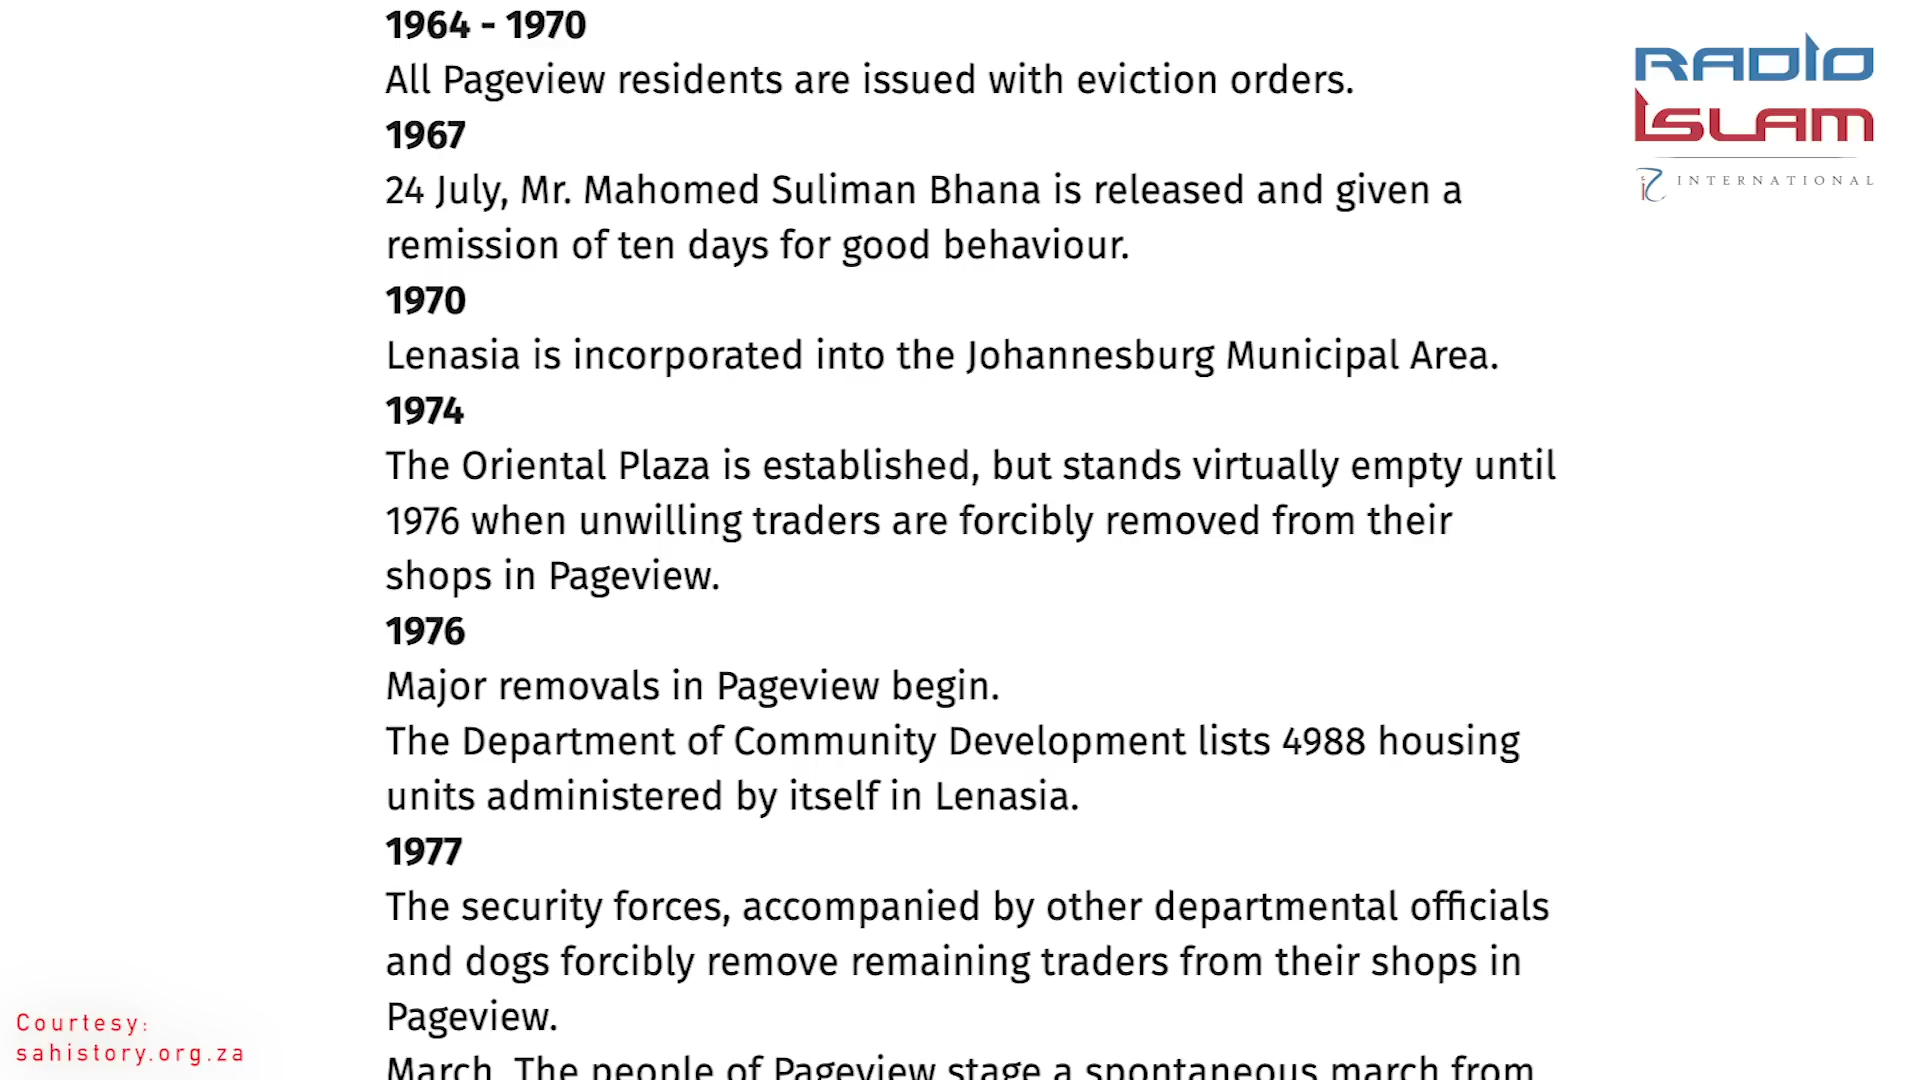 1964 - 1970
All Pageview residents are issued with eviction orders.
1967
24 July, Mr. Mahomed Suliman Bhana is released and given a
remission of ten days for good behaviour.
1970
Lenasia is incorporated into the Johannesburg Municipal Area.
1974
The Oriental Plaza is established, but stands virtually empty until
1976 when unwilling traders are forcibly removed from their
shops in Pageview.
1976
Major removals in Pageview begin.
The Department of Community Development lists 4988 housing
units administered by itself in Lenasia.
1977
The security forces, accompanied by other departmental officials
and dogs forcibly remove remaining traders from their shops in
Pageview.
March, The people of Pageview stage a spontaneous march from
RADIO
ISLAM
INTERNATIONAL
Courtesy:
sahistory.org.za